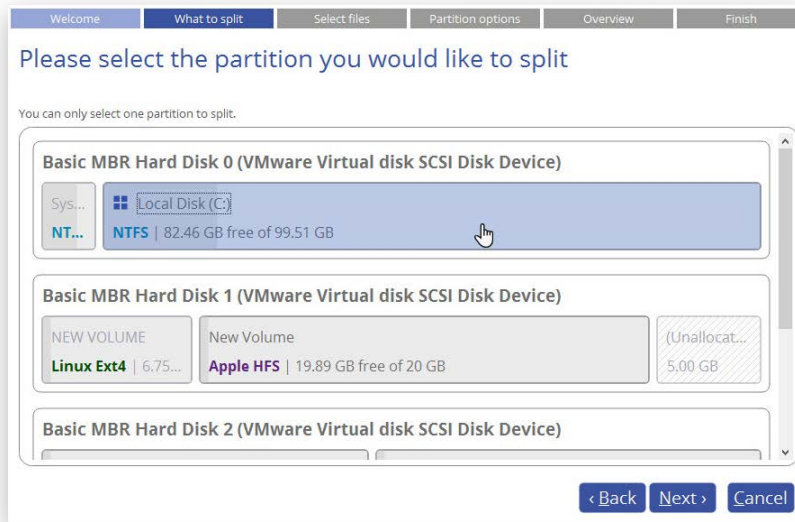 Welcome What to split Select files Partition options Overview Finish
Please select the partition you would like to split
You can only select one partition to split.
Basic MBR Hard Disk 0 (VMware Virtual disk SCSI Disk Device)
Sys... Local Disk (C:)
NT... NTFS | 82.46 GB free of 99.51 GB
Basic MBR Hard Disk 1 (VMware Virtual disk SCSI Disk Device)
NEW VOLUME New Volume (Unallocat...
Linux Ext4 | 6.75... Apple HFS | 19.89 GB free of 20 GB 5.00 GB
Basic MBR Hard Disk 2 (VMware Virtual disk SCSI Disk Device)
‹ Back Next › Cancel